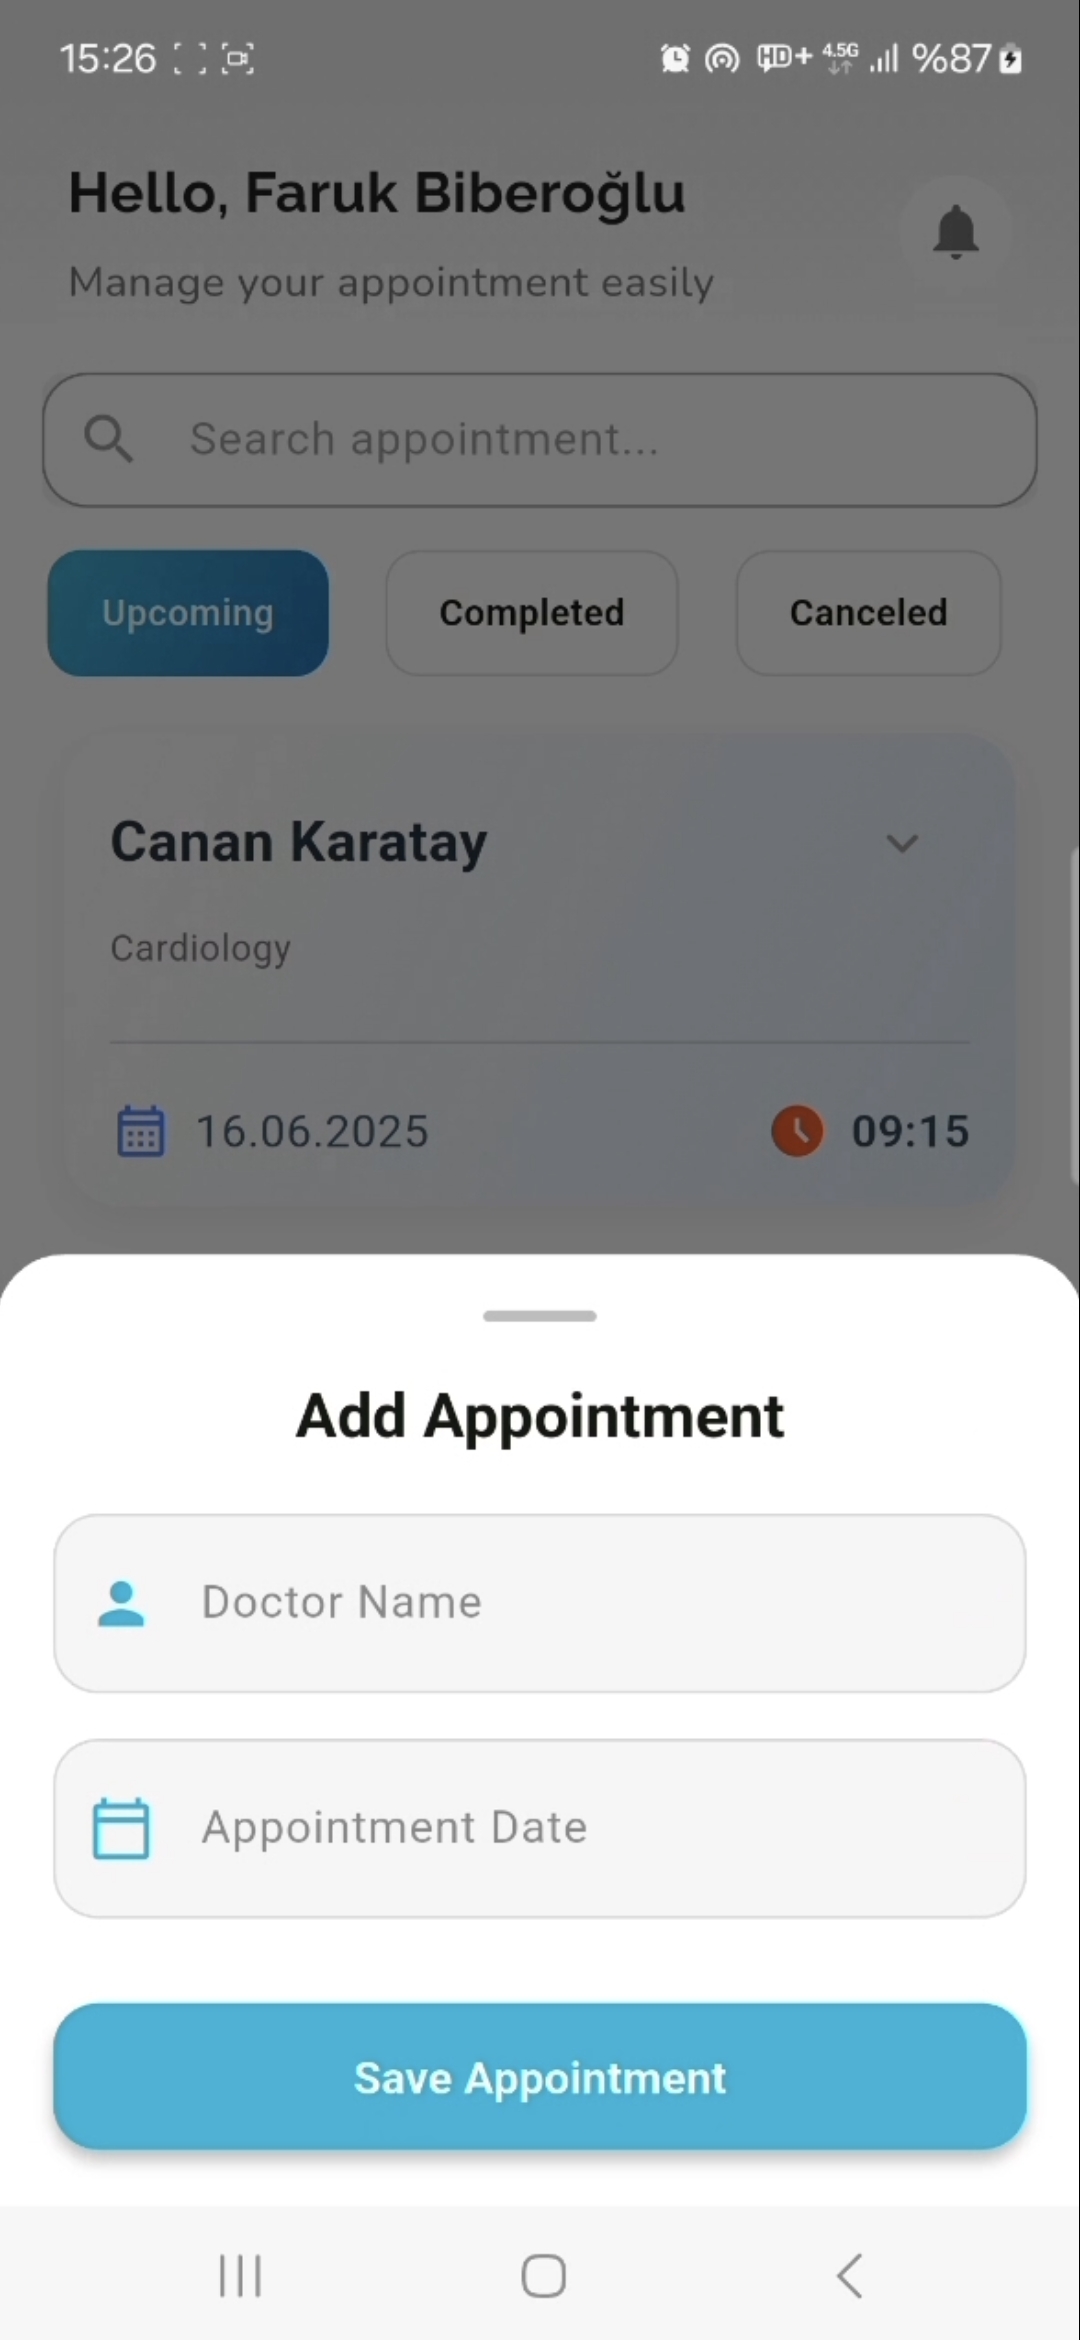 15:26 HD+ 4.5G %87
Hello, Faruk Biberoğlu
Manage your appointment easily
Search appointment...
Upcoming Completed Canceled
Canan Karatay
Cardiology
16.06.2025 09:15
Add Appointment
Doctor Name
Appointment Date
Save Appointment